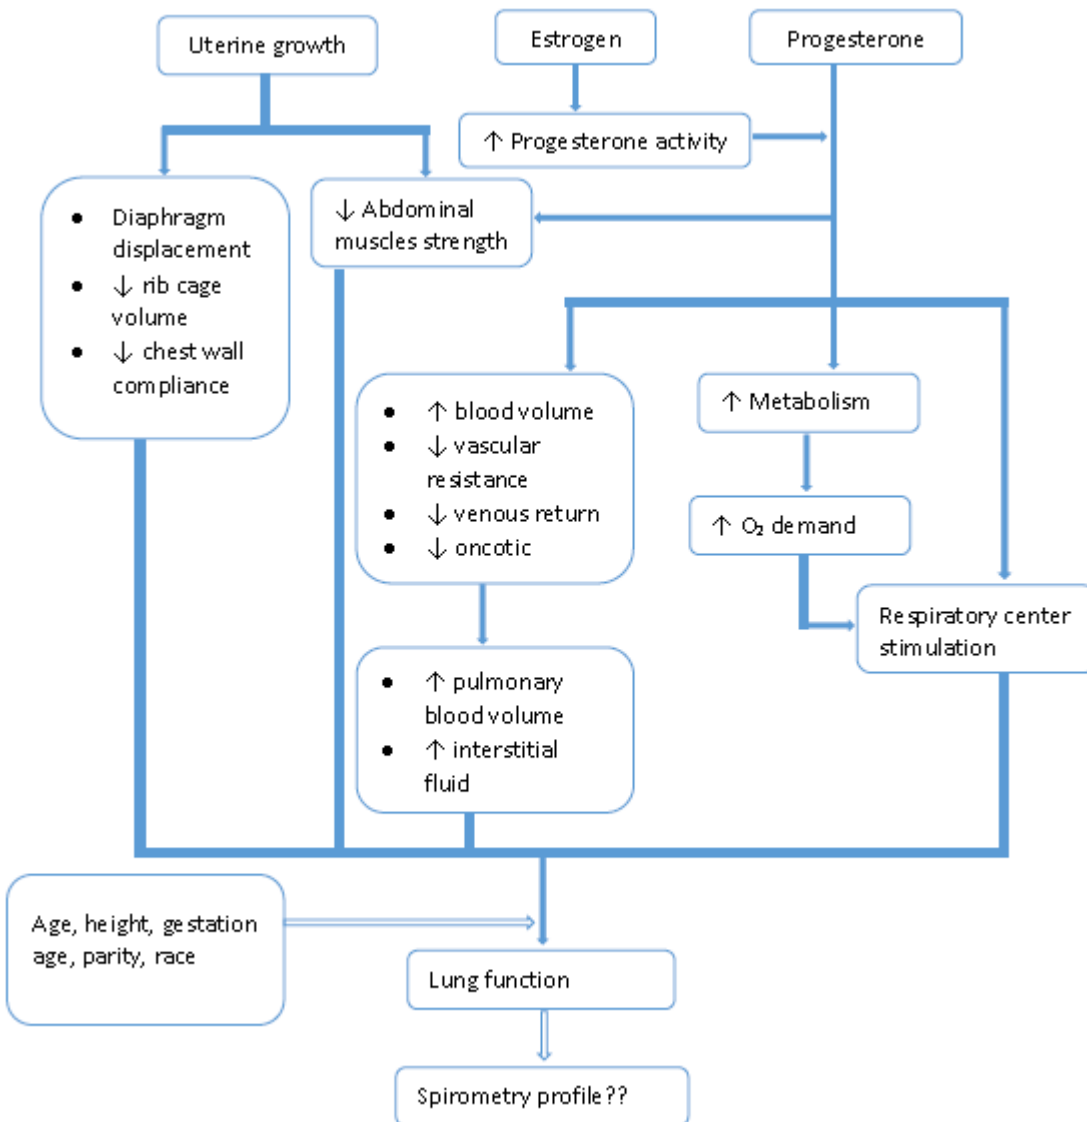 Uterine growth
Estrogen
Progesterone
↑ Progesterone activity
● Diaphragm
displacement
● ↓ rib cage
volume
● ↓ chest wall
compliance
↓ Abdominal
muscles strength
● ↑ blood volume
● ↓ vascular
resistance
● ↓ venous return
● ↓ oncotic
↑ Metabolism
↑ O₂ demand
Respiratory center
stimulation
● ↑ pulmonary
blood volume
● ↑ interstitial
fluid
Age, height, gestation
age, parity, race
Lung function
Spirometry profile??